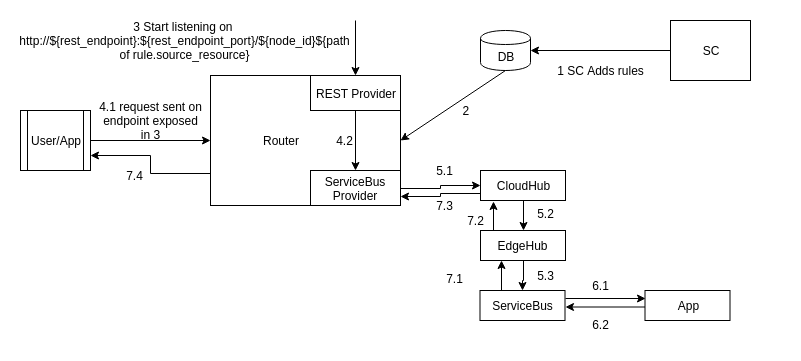 3 Start listening on
http://${rest_endpoint}:${rest_endpoint_port}/${node_id}${path
of rule.source_resource}
DB
SC
1 SC Adds rules
REST Provider
4.1 request sent on
endpoint exposed
in 3
2
User/App
Router
4.2
7.4
ServiceBus
Provider
5.1
CloudHub
7.3
7.2
5.2
EdgeHub
7.1
5.3
6.1
ServiceBus
App
6.2